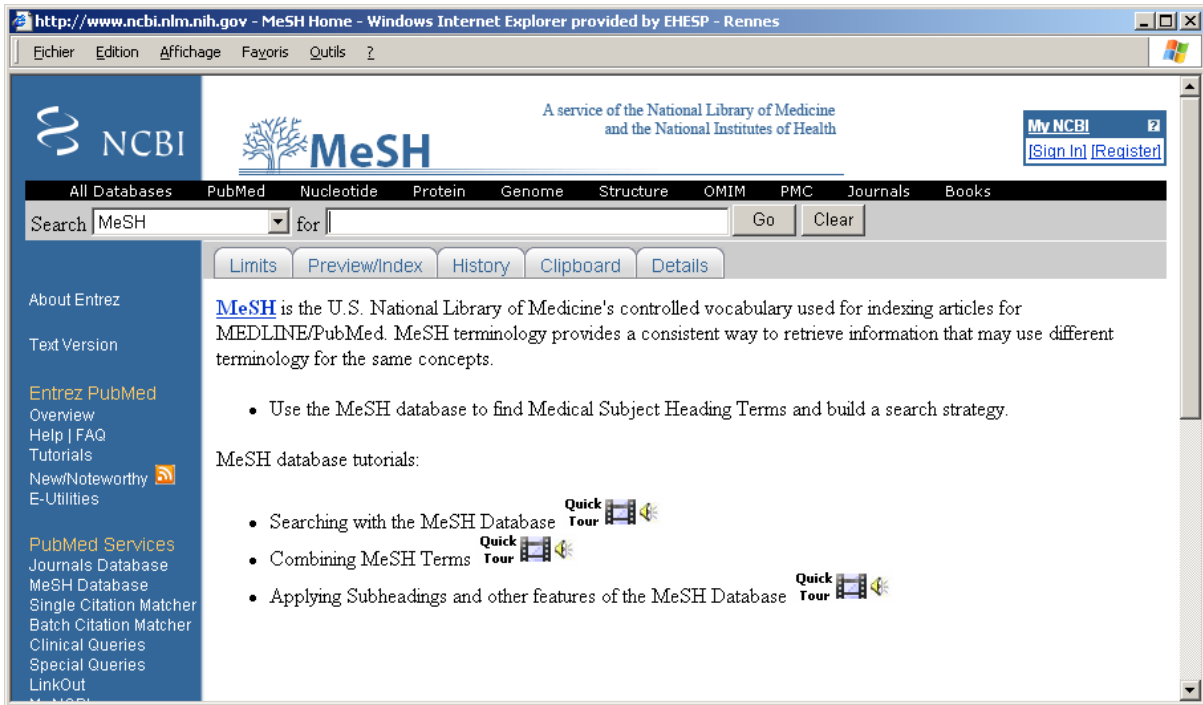 http://www.ncbi.nlm.nih.gov - MeSH Home - Windows Internet Explorer provided by EHESP - Rennes
Fichier Edition Affichage Favoris Outils ?
NCBI
MeSH
A service of the National Library of Medicine
and the National Institutes of Health
My NCBI ?
[Sign In] [Register]
All Databases PubMed Nucleotide Protein Genome Structure OMIM PMC Journals Books
Search MeSH for Go Clear
Limits Preview/Index History Clipboard Details
About Entrez
Text Version
Entrez PubMed
Overview
Help | FAQ
Tutorials
New/Noteworthy
E-Utilities
PubMed Services
Journals Database
MeSH Database
Single Citation Matcher
Batch Citation Matcher
Clinical Queries
Special Queries
LinkOut
MeSH is the U.S. National Library of Medicine's controlled vocabulary used for indexing articles for
MEDLINE/PubMed. MeSH terminology provides a consistent way to retrieve information that may use different
terminology for the same concepts.
• Use the MeSH database to find Medical Subject Heading Terms and build a search strategy.
MeSH database tutorials:
• Searching with the MeSH Database Quick Tour
• Combining MeSH Terms Quick Tour
• Applying Subheadings and other features of the MeSH Database Quick Tour